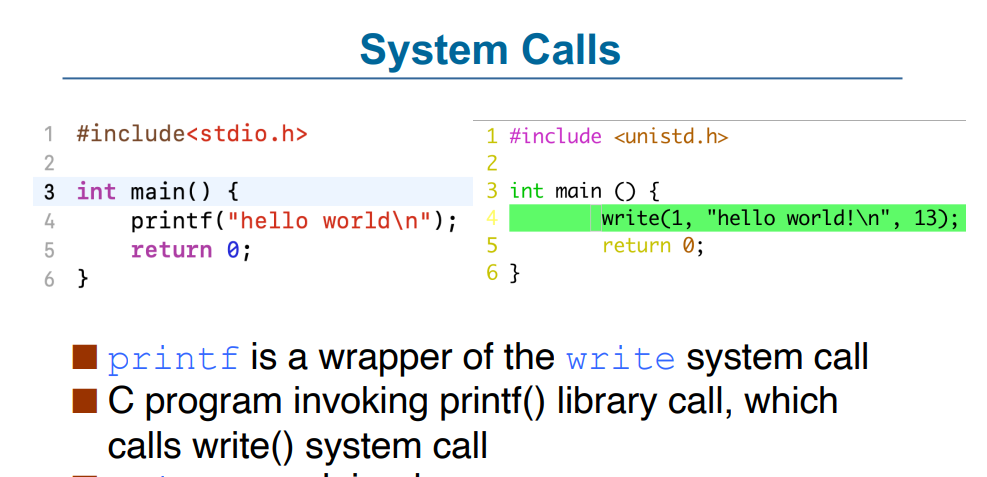 System Calls
1 #include<stdio.h>
2
3 int main() {
4 printf("hello world\n");
5 return 0;
6 }
1 #include <unistd.h>
2
3 int main () {
4 write(1, "hello world!\n", 13);
5 return 0;
6 }
printf is a wrapper of the write system call
C program invoking printf() library call, which
calls write() system call